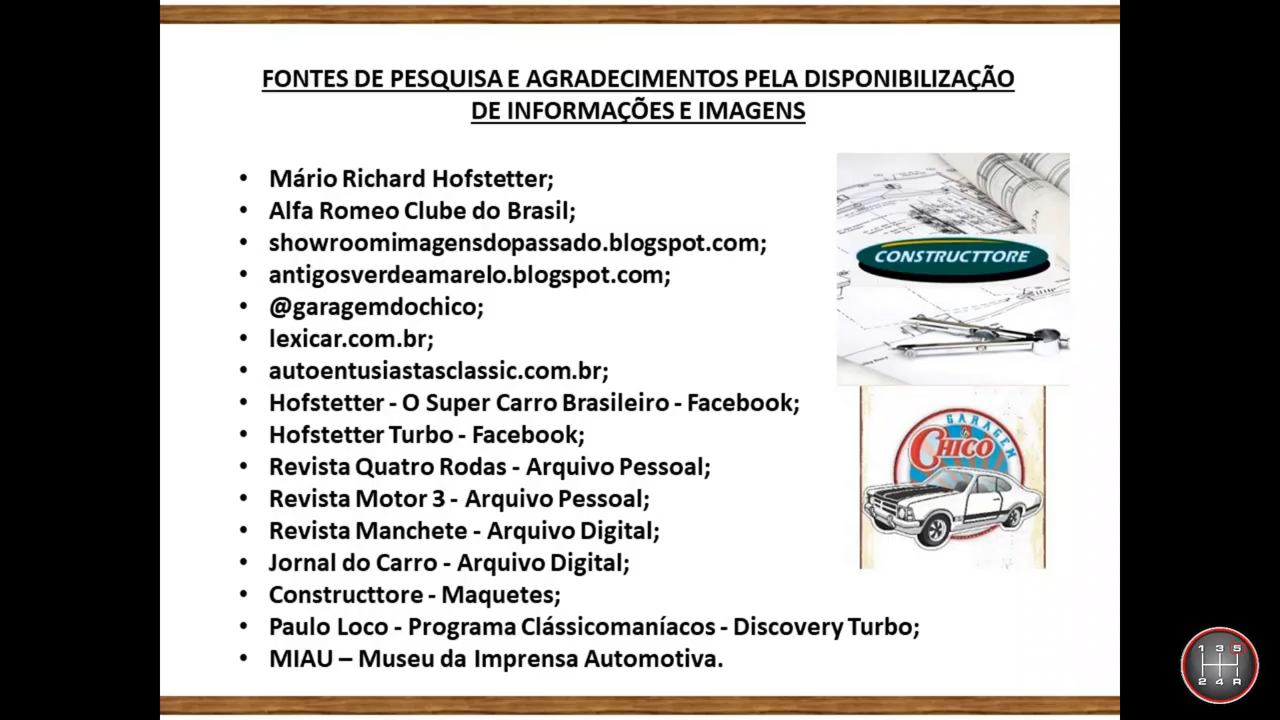 FONTES DE PESQUISA E AGRADECIMENTOS PELA DISPONIBILIZAÇÃO
DE INFORMAÇÕES E IMAGENS
• Mário Richard Hofstetter;
• Alfa Romeo Clube do Brasil;
• showroomimagensdopassado.blogspot.com;
• antigosverdeamarelo.blogspot.com;
• @garagemdochico;
• lexicar.com.br;
• autoentusiastasclassic.com.br;
• Hofstetter - O Super Carro Brasileiro - Facebook;
• Hofstetter Turbo - Facebook;
• Revista Quatro Rodas - Arquivo Pessoal;
• Revista Motor 3 - Arquivo Pessoal;
• Revista Manchete - Arquivo Digital;
• Jornal do Carro - Arquivo Digital;
• Constructtore - Maquetes;
• Paulo Loco - Programa Clássicomaníacos - Discovery Turbo;
• MIAU – Museu da Imprensa Automotiva.
CONSTRUCTTORE
GARAGEM
CHICO
1 3 5
2 4 R